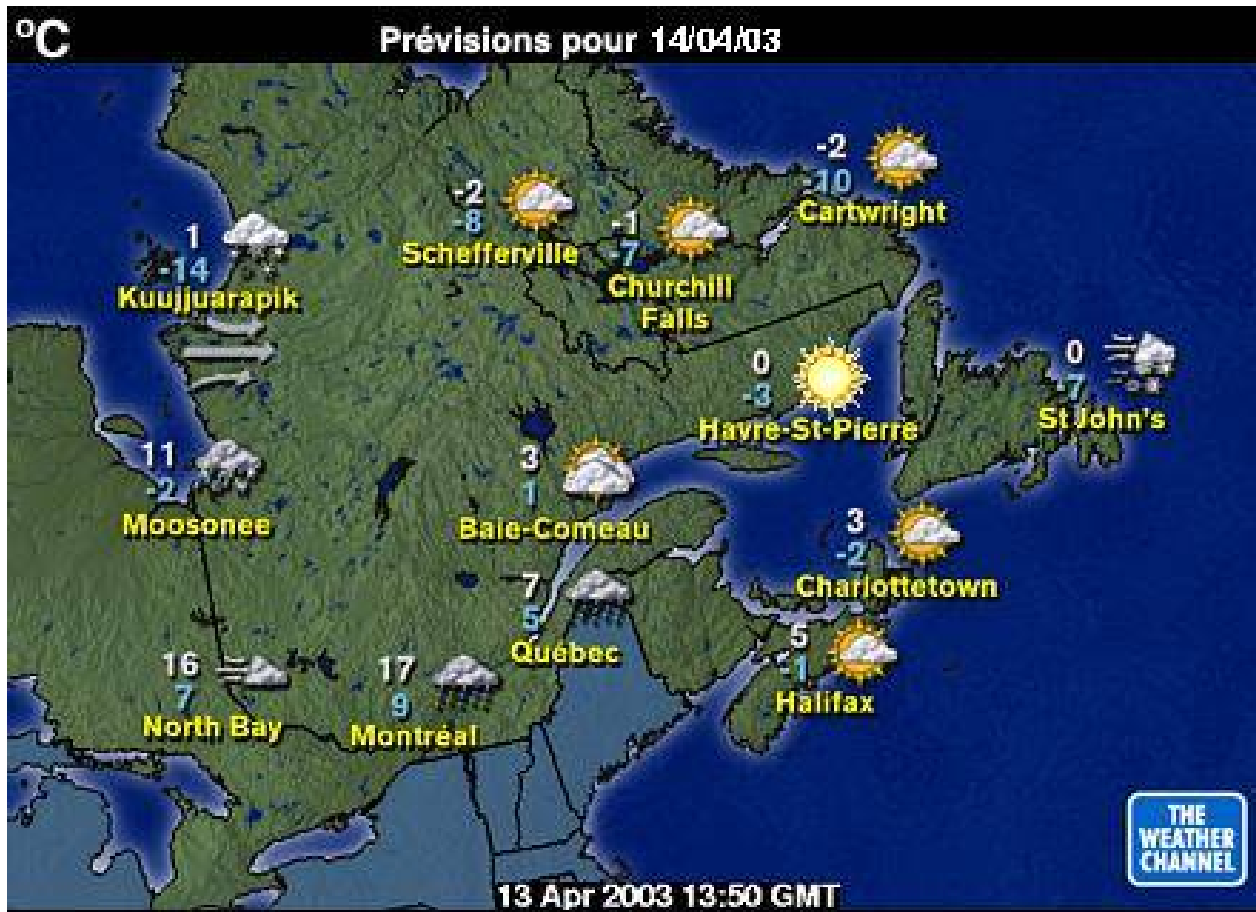 °C
Prévisions pour 14/04/03
-2
-10
Cartwright
-2
-8
Schefferville
-1
-7
Churchill
Falls
1
-14
Kuujjuarapik
0
-3
Havre-St-Pierre
0
-7
St John's
11
-2
Moosonee
3
1
Baie-Comeau
3
-2
Charlottetown
7
5
Québec
5
-1
Halifax
16
7
North Bay
17
9
Montréal
THE
WEATHER
CHANNEL
13 Apr 2003 13:50 GMT